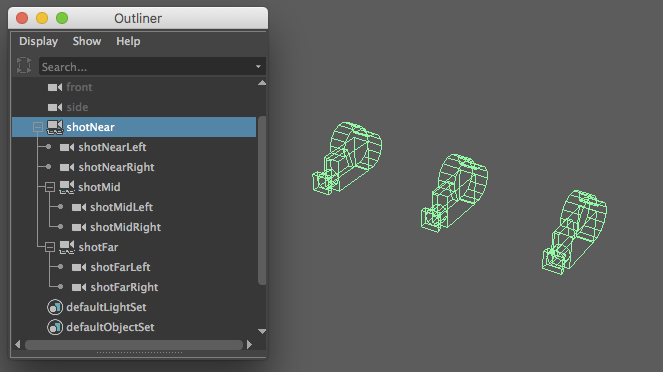 Outliner
Display Show Help
Search...
front
side
shotNear
shotNearLeft
shotNearRight
shotMid
shotMidLeft
shotMidRight
shotFar
shotFarLeft
shotFarRight
defaultLightSet
defaultObjectSet